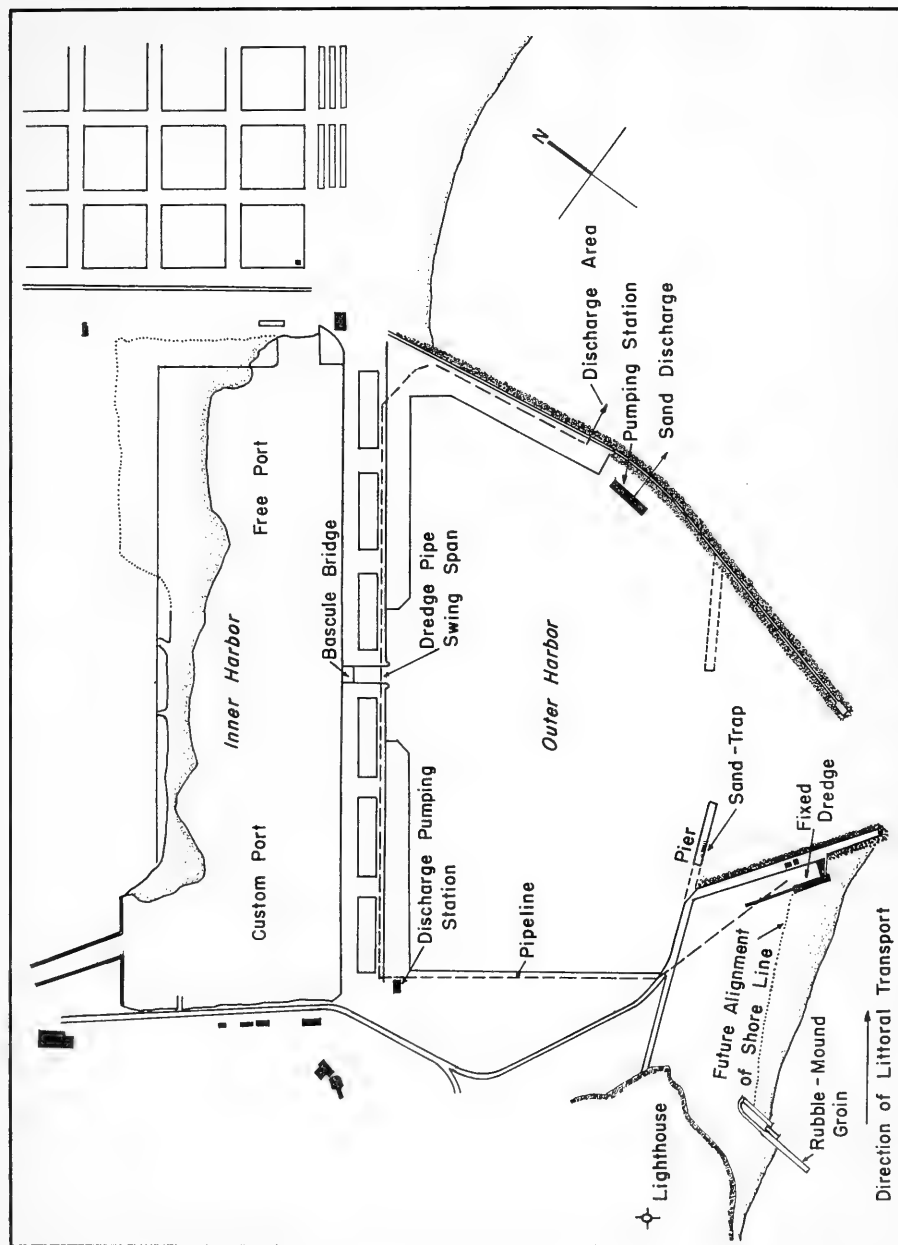 N
Free Port
Custom Port
Inner Harbor
Bascule Bridge
Dredge Pipe
Swing Span
Outer Harbor
Discharge Area
Pumping Station
Sand Discharge
Discharge Pumping
Station
Pipeline
Pier
Sand-Trap
Fixed
Dredge
Future Alignment
of Shore Line
Lighthouse
Rubble-Mound
Groin
Direction of Littoral Transport